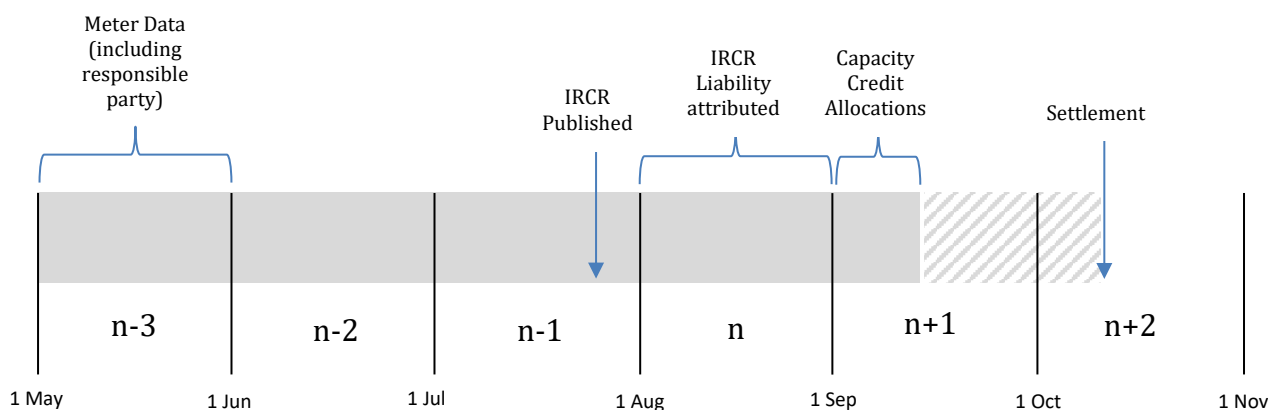 Meter Data
(including
responsible
party)
IRCR
Published
IRCR
Liability
attributed
Capacity
Credit
Allocations
Settlement
n-3
n-2
n-1
n
n+1
n+2
1 May
1 Jun
1 Jul
1 Aug
1 Sep
1 Oct
1 Nov